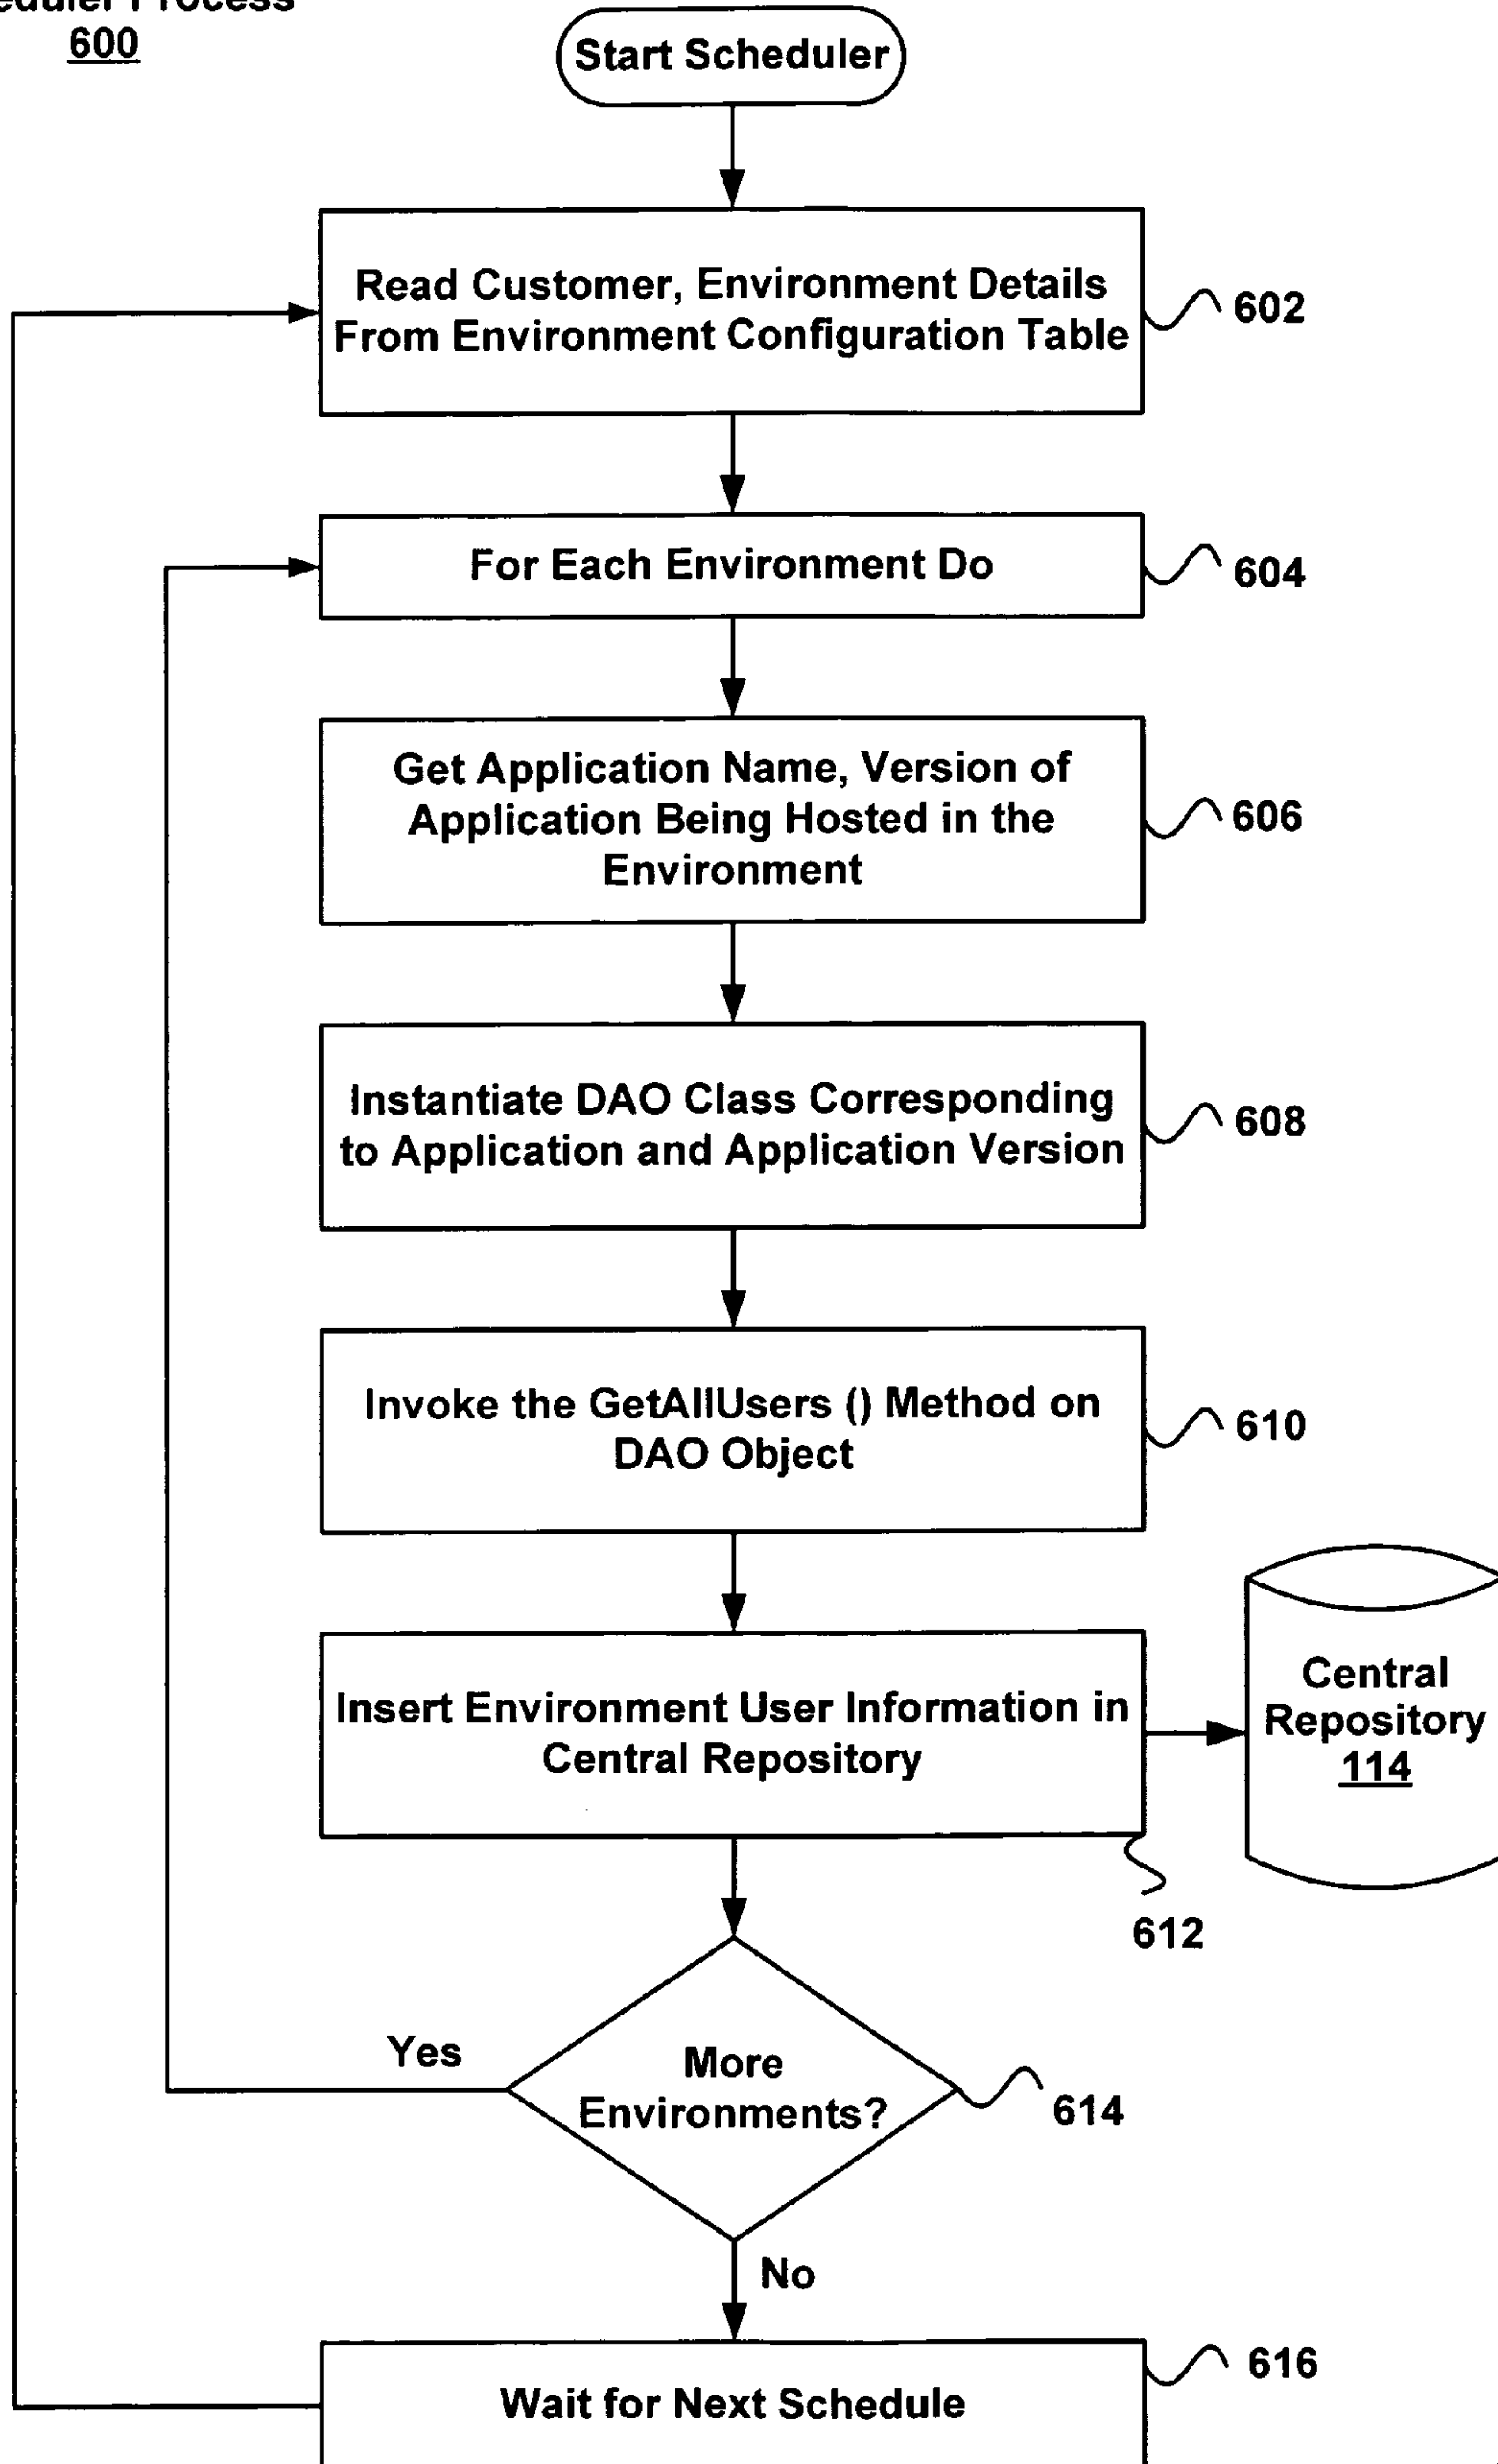 Process
600
Start Scheduler
Read Customer, Environment Details
From Environment Configuration Table
602
For Each Environment Do
604
Get Application Name, Version of
Application Being Hosted in the
Environment
606
Instantiate DAO Class Corresponding
to Application and Application Version
608
Invoke the GetAllUsers () Method on
DAO Object
610
Insert Environment User Information in
Central Repository
Central
Repository
114
612
Yes
More
Environments?
614
No
616
Wait for Next Schedule